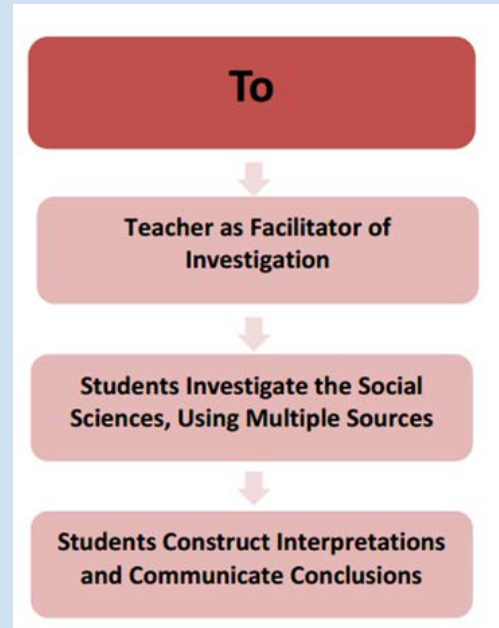 To
Teacher as Facilitator of
Investigation
Students Investigate the Social
Sciences, Using Multiple Sources
Students Construct Interpretations
and Communicate Conclusions